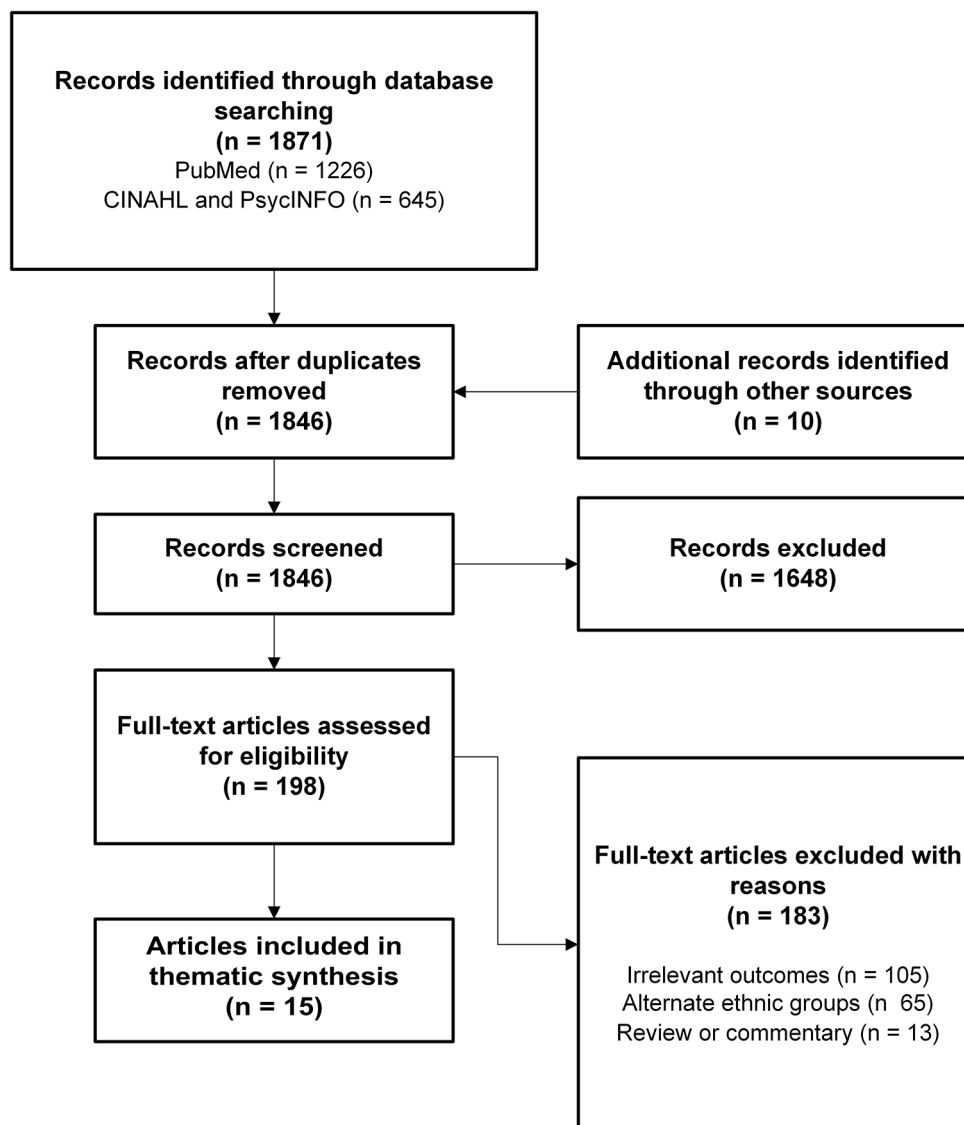 Records identified through database
searching
(n = 1871)
PubMed (n = 1226)
CINAHL and PsycINFO (n = 645)
Records after duplicates
removed
(n = 1846)
Additional records identified
through other sources
(n = 10)
Records screened
(n = 1846)
Records excluded
(n = 1648)
Full-text articles assessed
for eligibility
(n = 198)
Full-text articles excluded with
reasons
(n = 183)
Irrelevant outcomes (n = 105)
Alternate ethnic groups (n  65)
Review or commentary (n = 13)
Articles included in
thematic synthesis
(n = 15)